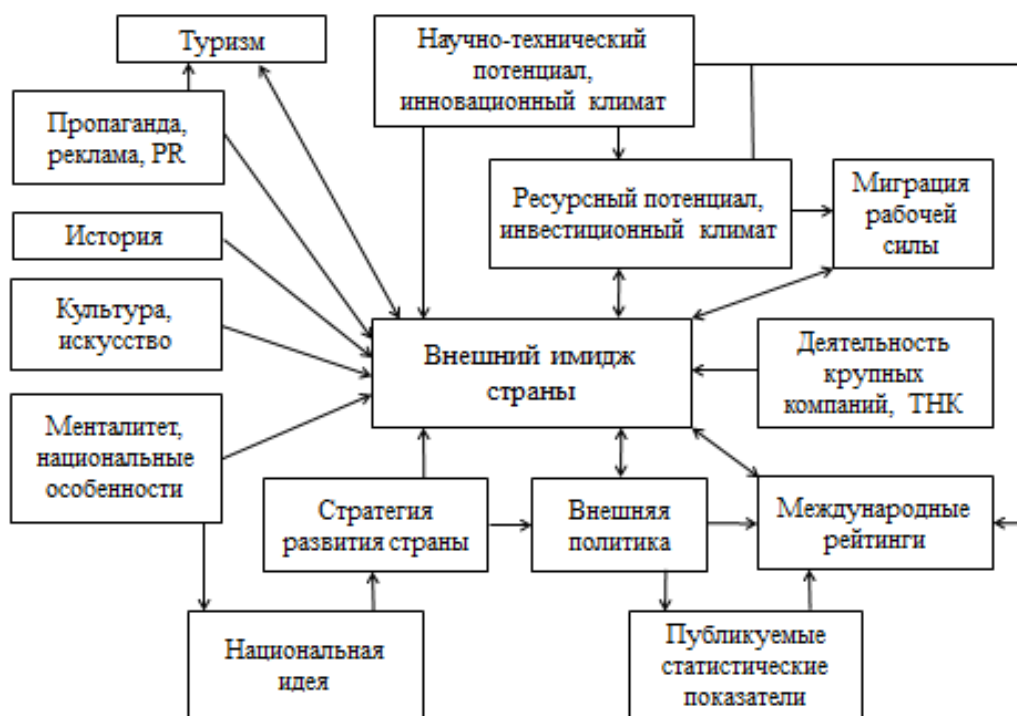 Туризм
Научно-технический
потенциал,
инновационный климат
Пропаганда,
реклама, PR
Ресурсный потенциал,
инвестиционный климат
Миграция
рабочей
силы
История
Культура,
искусство
Внешний имидж
страны
Деятельность
крупных
компаний, ТНК
Менталитет,
национальные
особенности
Стратегия
развития страны
Внешняя
политика
Международные
рейтинги
Национальная
идея
Публикуемые
статистические
показатели